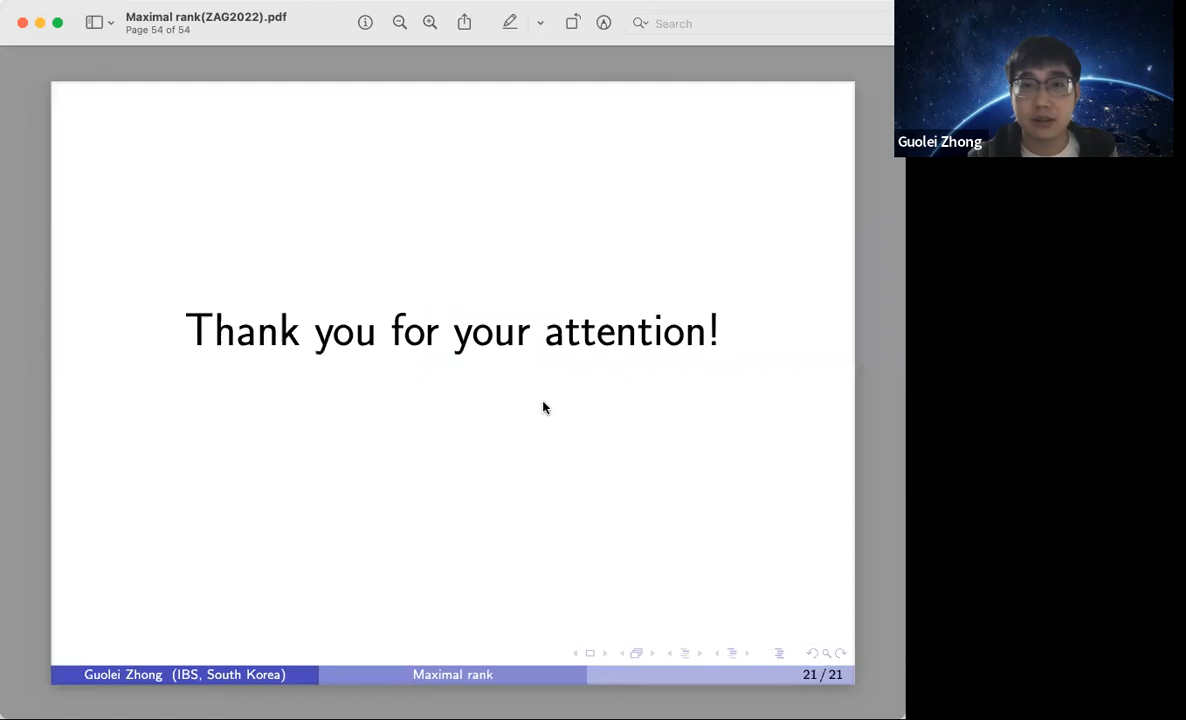 Maximal rank(ZAG2022).pdf
Page 54 of 54
Search
Guolei Zhong
Thank you for your attention!
Guolei Zhong (IBS, South Korea)
Maximal rank
21 / 21